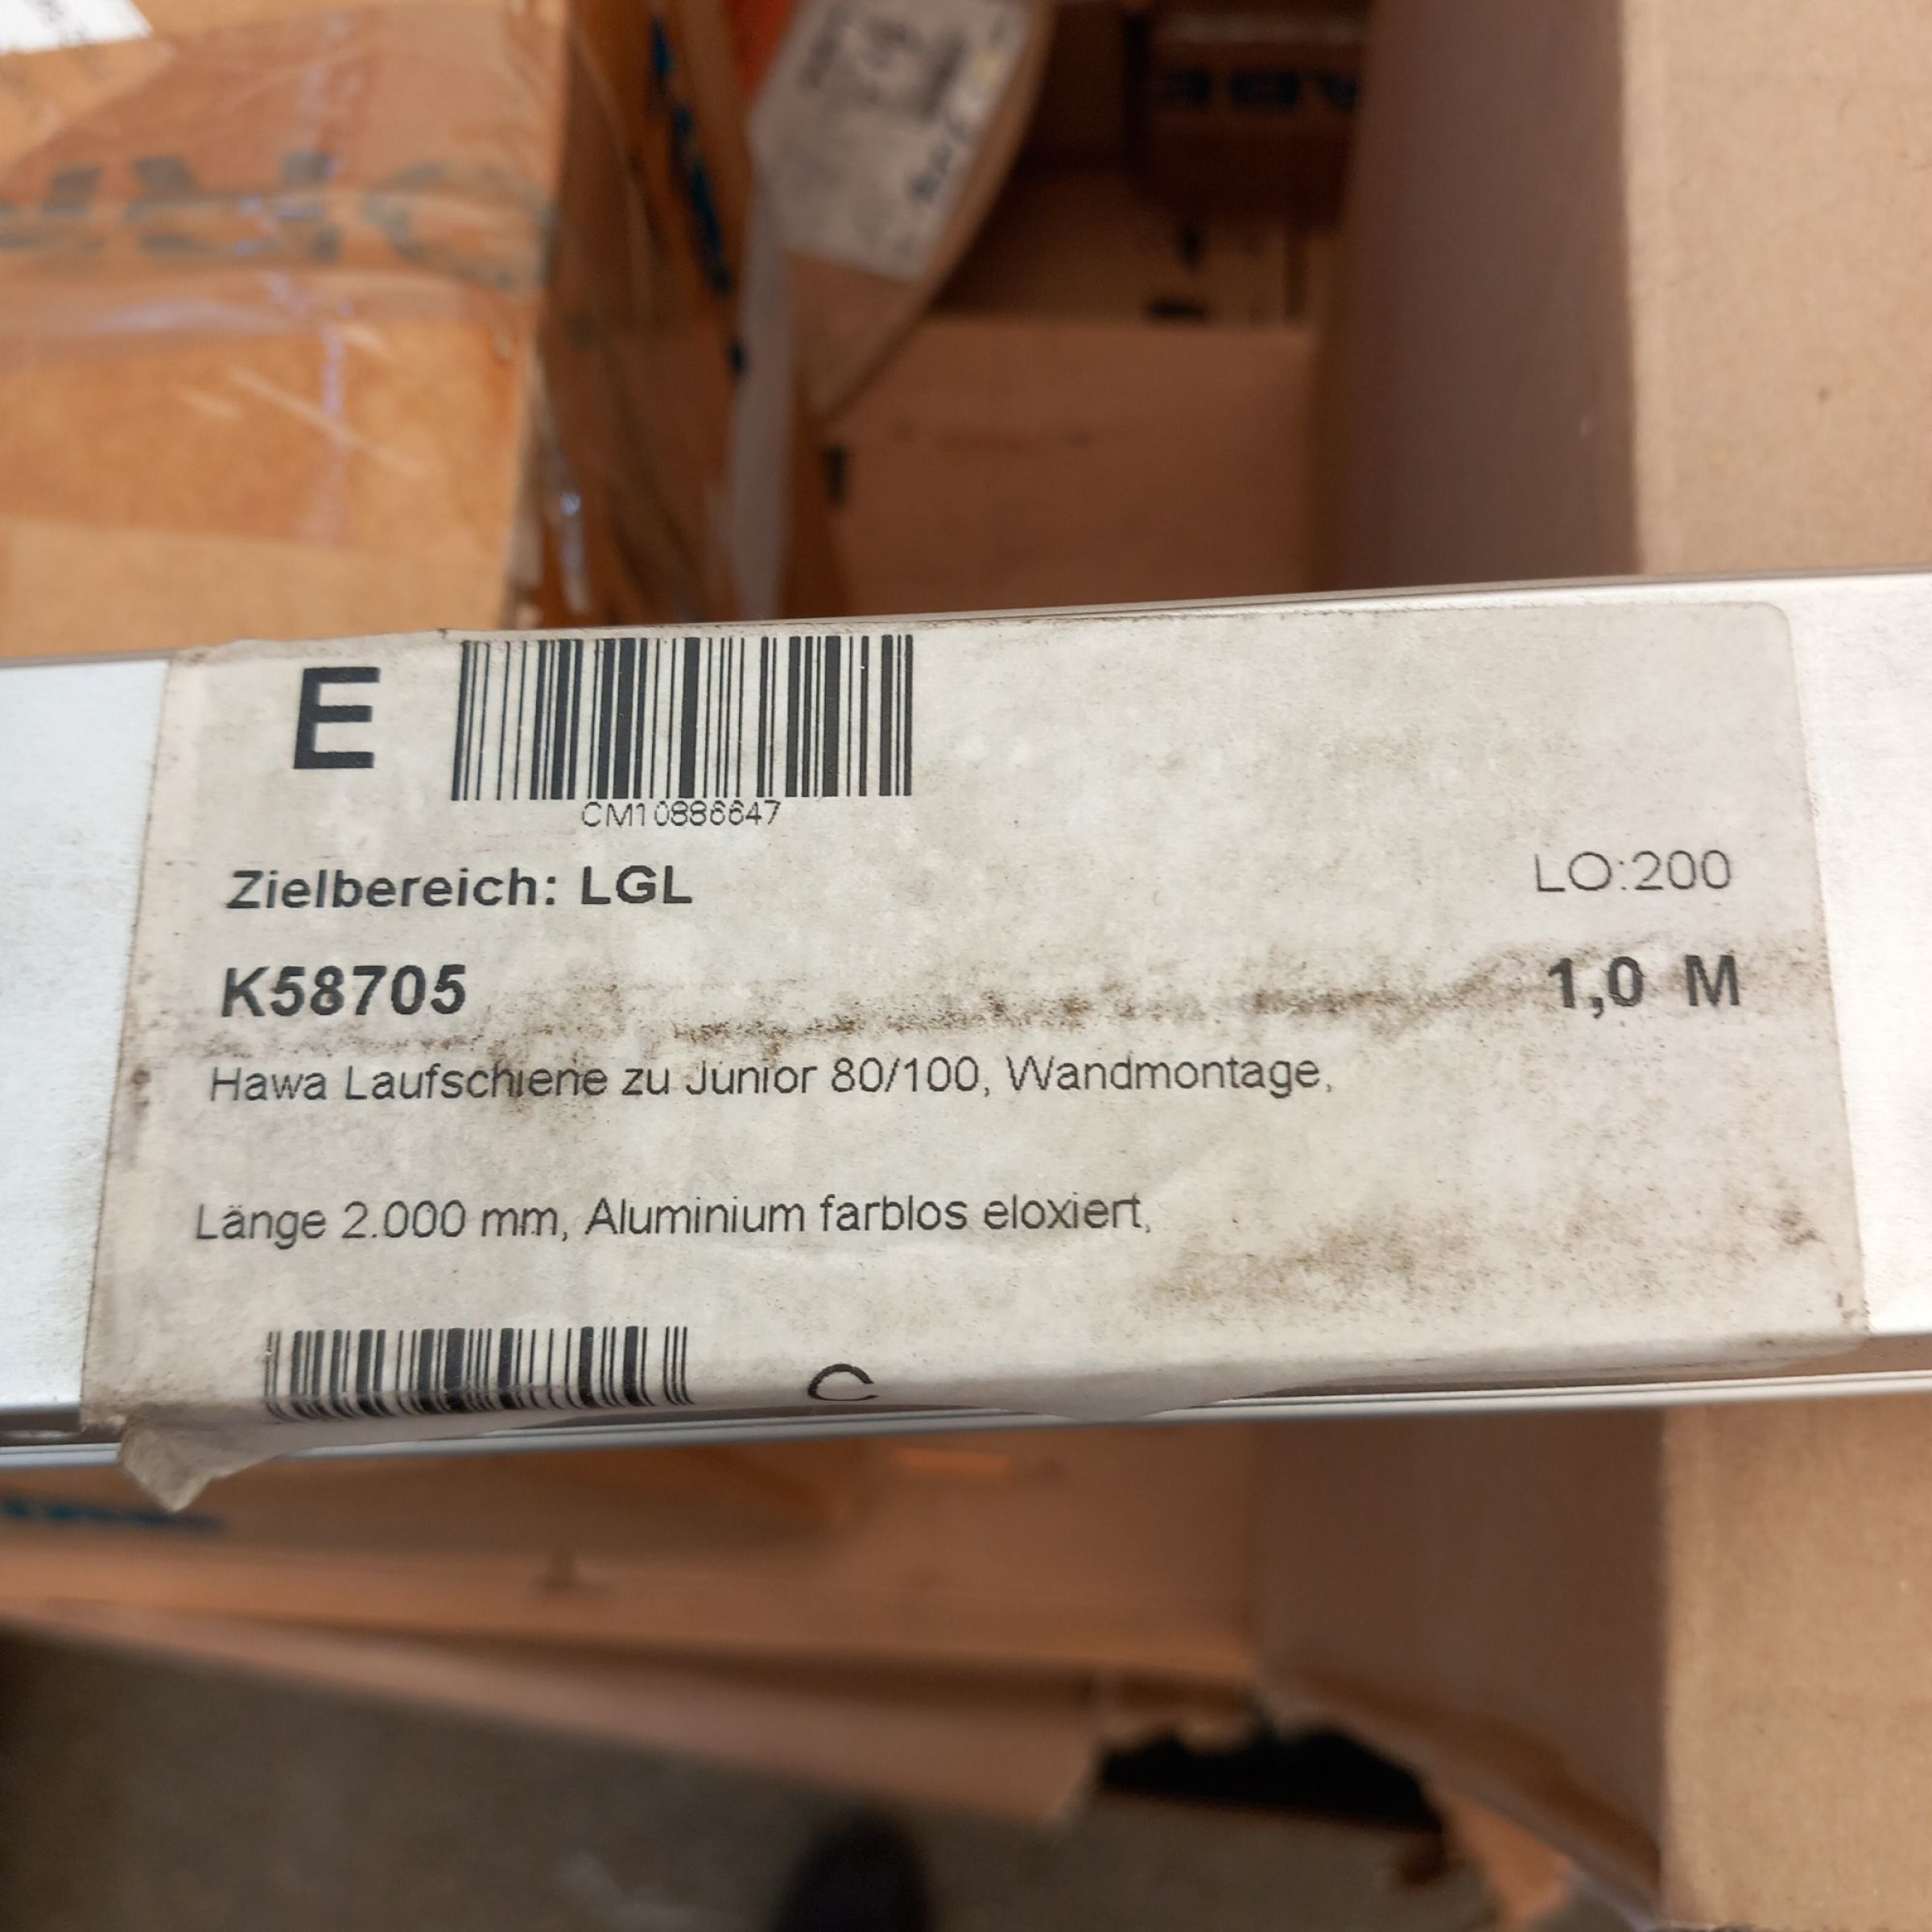 E
CM10886647
Zielbereich: LGL
LO:200
K58705
1,0 M
Hawa Laufschiene zu Junior 80/100, Wandmontage,
Länge 2.000 mm, Aluminium farblos eloxiert,